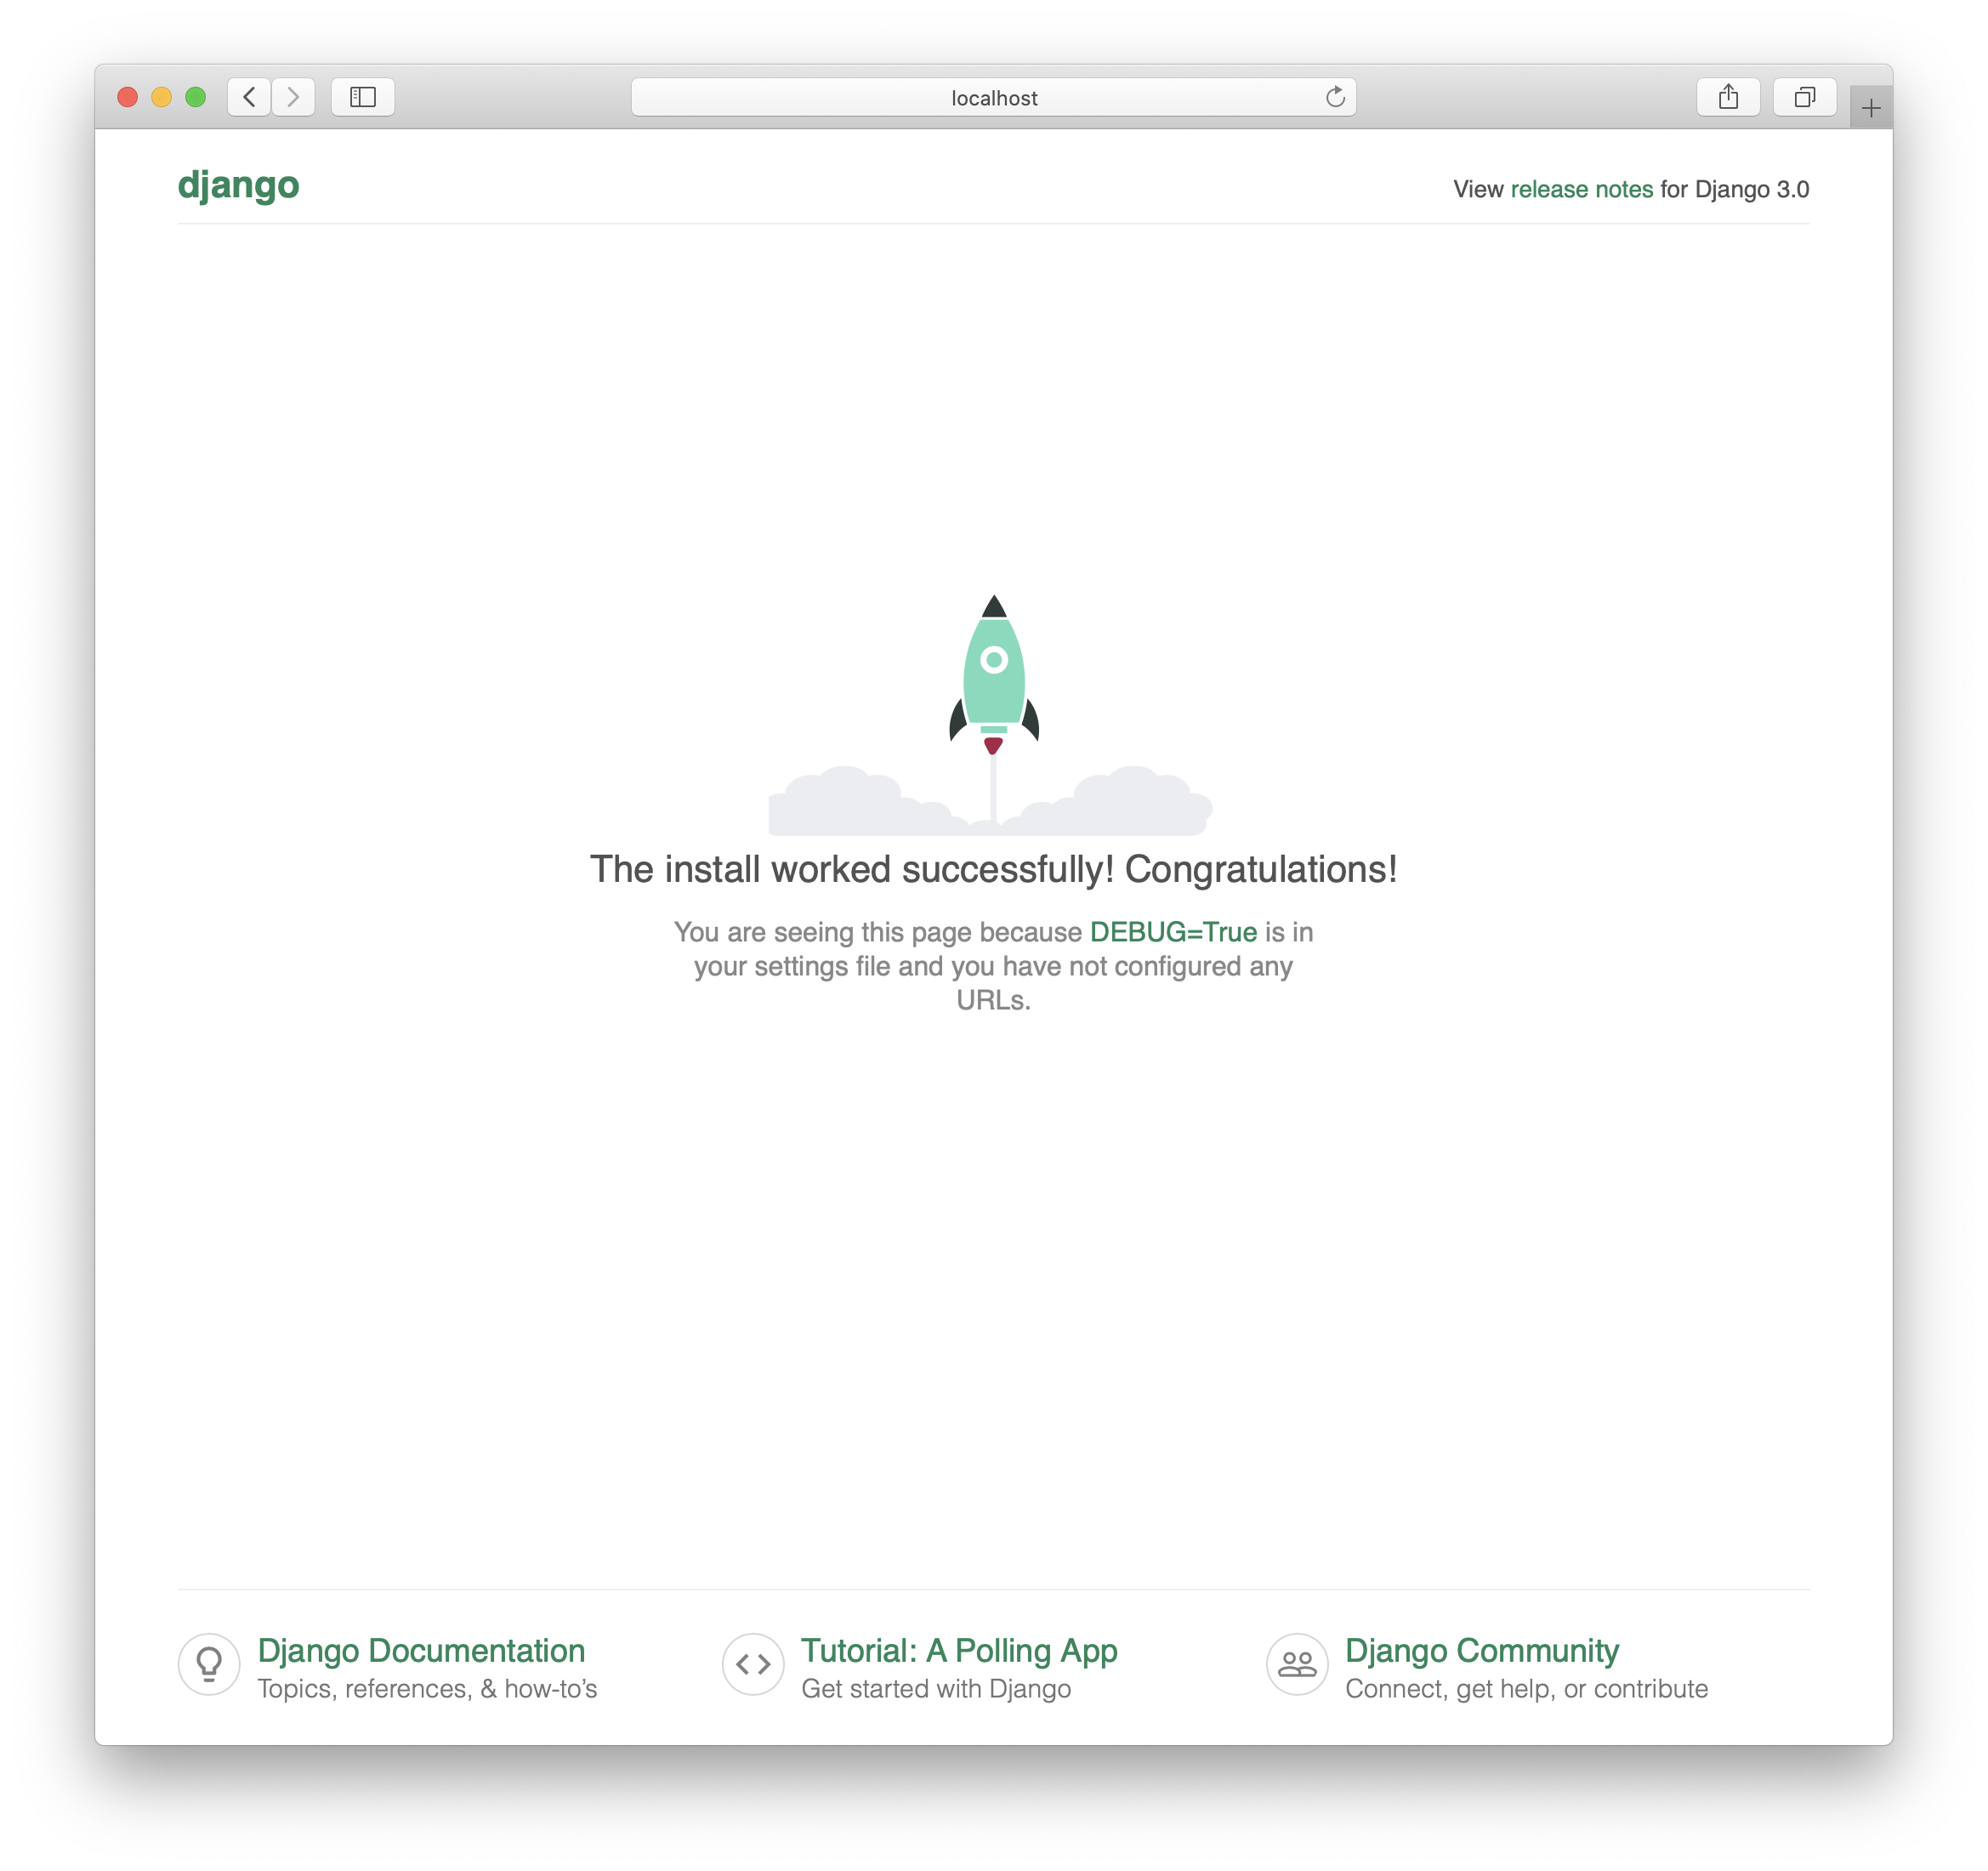 localhost
django
View release notes for Django 3.0
The install worked successfully! Congratulations!
You are seeing this page because DEBUG=True is in
your settings file and you have not configured any
URLs.
Django Documentation
Topics, references, & how-to’s
Tutorial: A Polling App
Get started with Django
Django Community
Connect, get help, or contribute